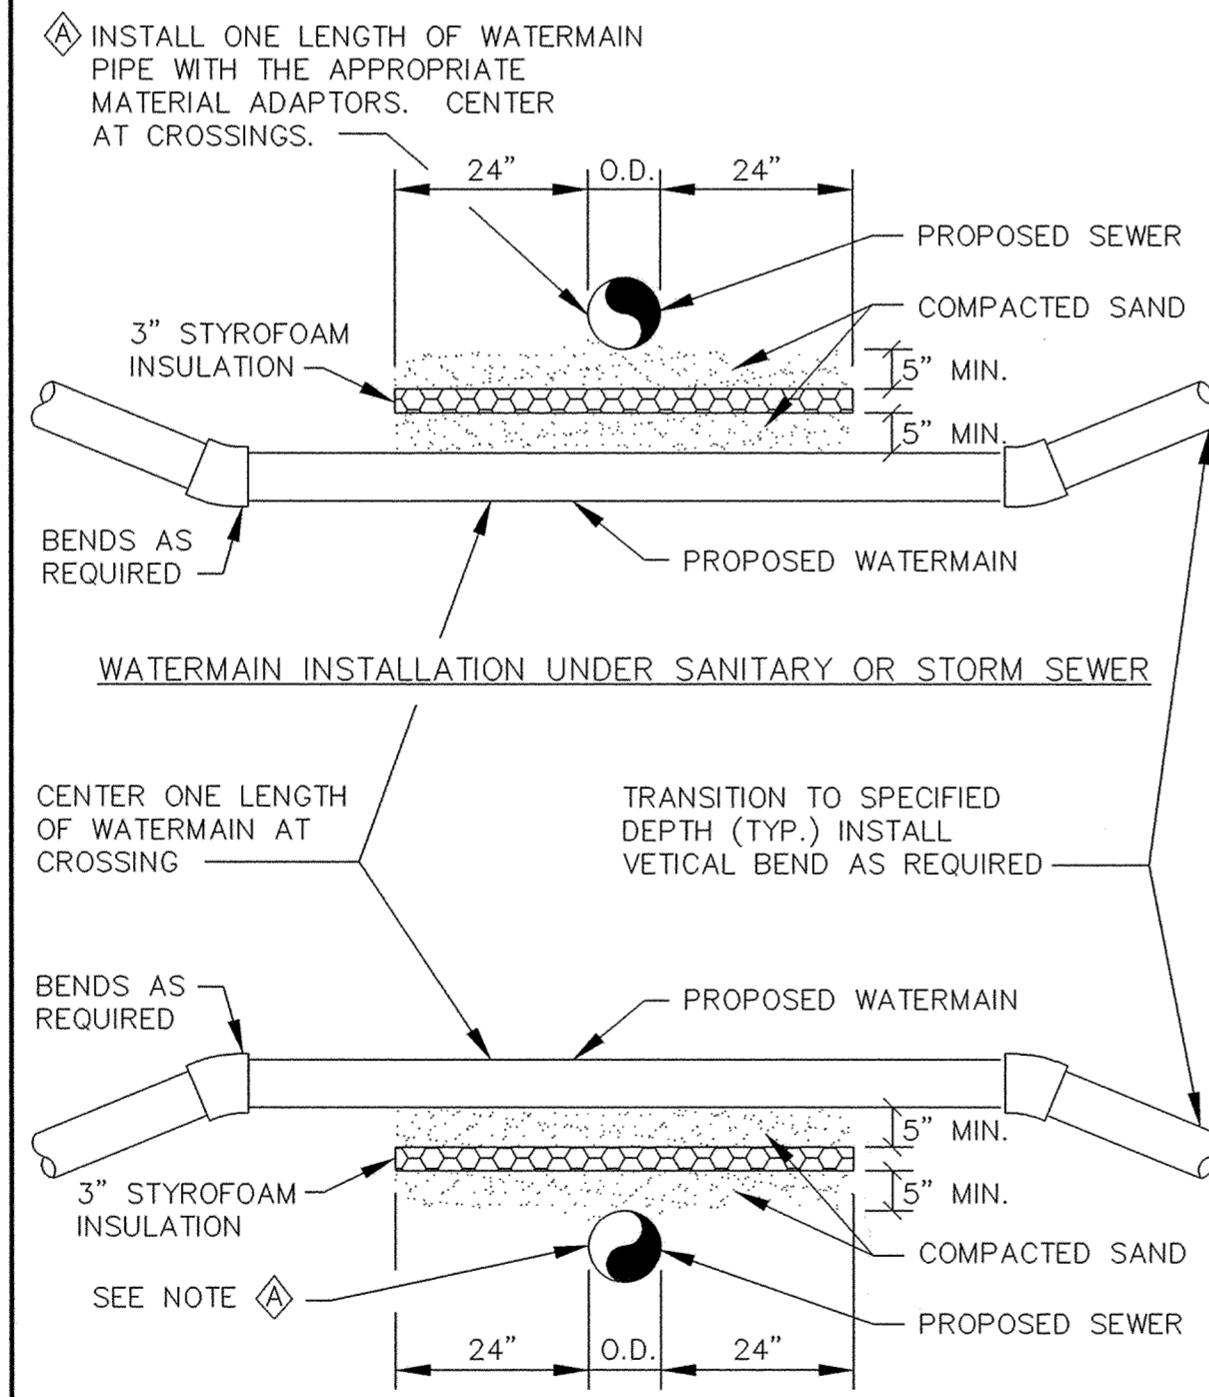 A INSTALL ONE LENGTH OF WATERMAIN
PIPE WITH THE APPROPRIATE
MATERIAL ADAPTORS. CENTER
AT CROSSINGS.
24" O.D. 24"
PROPOSED SEWER
COMPACTED SAND
3" STYROFOAM
INSULATION
5" MIN.
5" MIN.
BENDS AS
REQUIRED
PROPOSED WATERMAIN
WATERMAIN INSTALLATION UNDER SANITARY OR STORM SEWER
CENTER ONE LENGTH
OF WATERMAIN AT
CROSSING
TRANSITION TO SPECIFIED
DEPTH (TYP.) INSTALL
VETICAL BEND AS REQUIRED
BENDS AS
REQUIRED
PROPOSED WATERMAIN
5" MIN.
5" MIN.
3" STYROFOAM
INSULATION
COMPACTED SAND
SEE NOTE A
PROPOSED SEWER
24" O.D. 24"